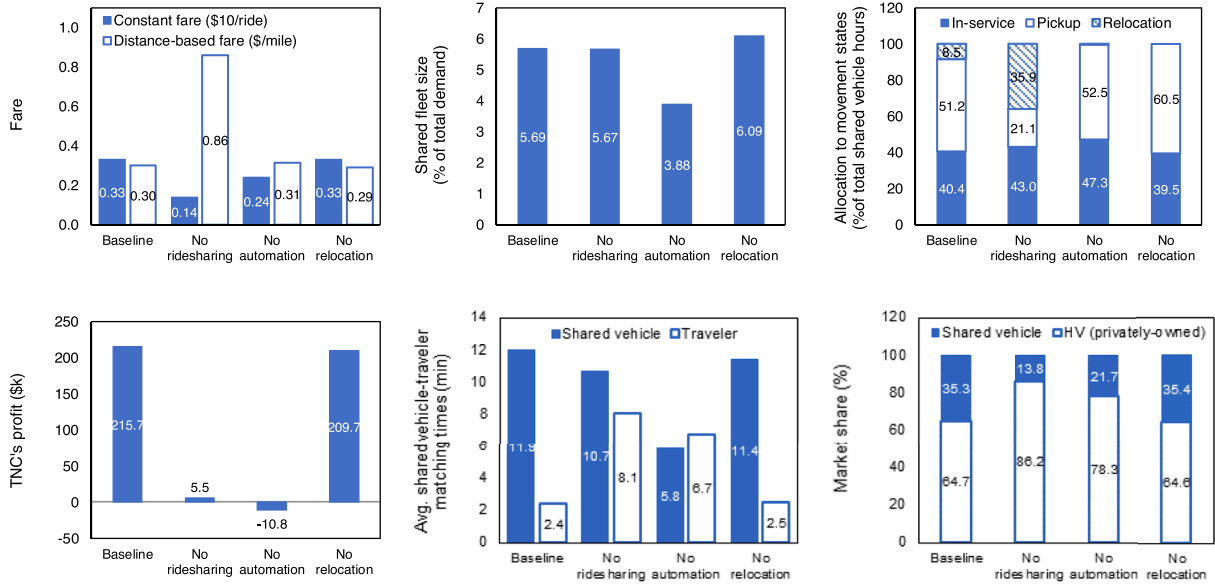 Fare
1.0
0.8
0.6
0.4
0.2
0.0
Constant fare ($10/ride)
Distance-based fare ($/mile)
0.33
0.30
0.14
0.86
0.24
0.31
0.33
0.29
Baseline
No
ridesharing
No
automation
No
relocation
Shared fleet size
(% of total demand)
7
6
5
4
3
2
1
0
5.69
5.67
3.88
6.09
Baseline
No
ridesharing
No
automation
No
relocation
Allocation to movement states
(%of total shared vehicle hours)
120
100
80
60
40
20
0
In-service
Pickup
Relocation
8.5
51.2
40.4
35.9
21.1
43.0
52.5
47.3
60.5
39.5
Baseline
No
ridesharing
No
automation
No
relocation
TNC's profit ($k)
250
200
150
100
50
0
-50
215.7
5.5
-10.8
209.7
Baseline
No
ridesharing
No
automation
No
relocation
Avg. shared vehicle-traveler
matching times (min)
14
12
10
8
6
4
2
0
Shared vehicle
Traveler
11.9
2.4
10.7
8.1
5.8
6.7
11.4
2.5
Baseline
No
ridesharing
No
automation
No
relocation
Market share (%)
120
100
80
60
40
20
0
Shared vehicle
HV (privately-owned)
35.3
64.7
13.8
86.2
21.7
78.3
35.4
64.6
Baseline
No
ridesharing
No
automation
No
relocation